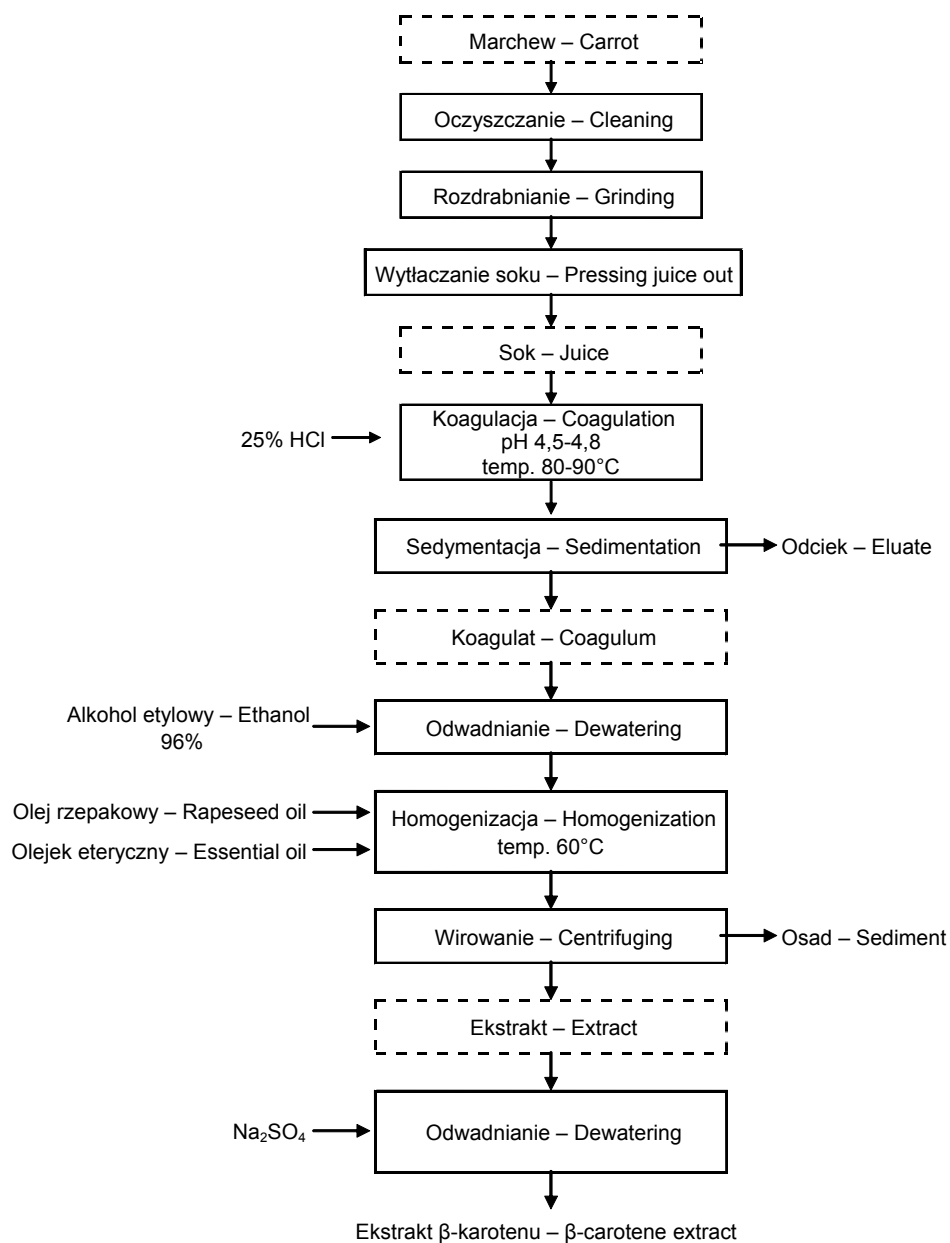 Marchew – Carrot
Oczyszczanie – Cleaning
Rozdrabnianie – Grinding
Wytłaczanie soku – Pressing juice out
Sok – Juice
25% HCl
Koagulacja – Coagulation
pH 4,5-4,8
temp. 80-90°C
Sedymentacja – Sedimentation
Odciek – Eluate
Koagulat – Coagulum
Alkohol etylowy – Ethanol
96%
Odwadnianie – Dewatering
Olej rzepakowy – Rapeseed oil
Olejek eteryczny – Essential oil
Homogenizacja – Homogenization
temp. 60°C
Wirowanie – Centrifuging
Osad – Sediment
Ekstrakt – Extract
Na₂SO₄
Odwadnianie – Dewatering
Ekstrakt β-karotenu – β-carotene extract